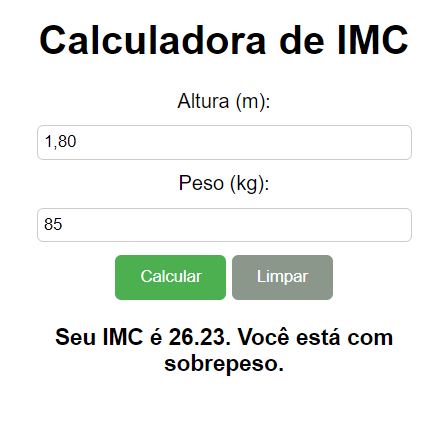 Calculadora de IMC
Altura (m):
1,80
Peso (kg):
85
Calcular
Limpar
Seu IMC é 26.23. Você está com
sobrepeso.